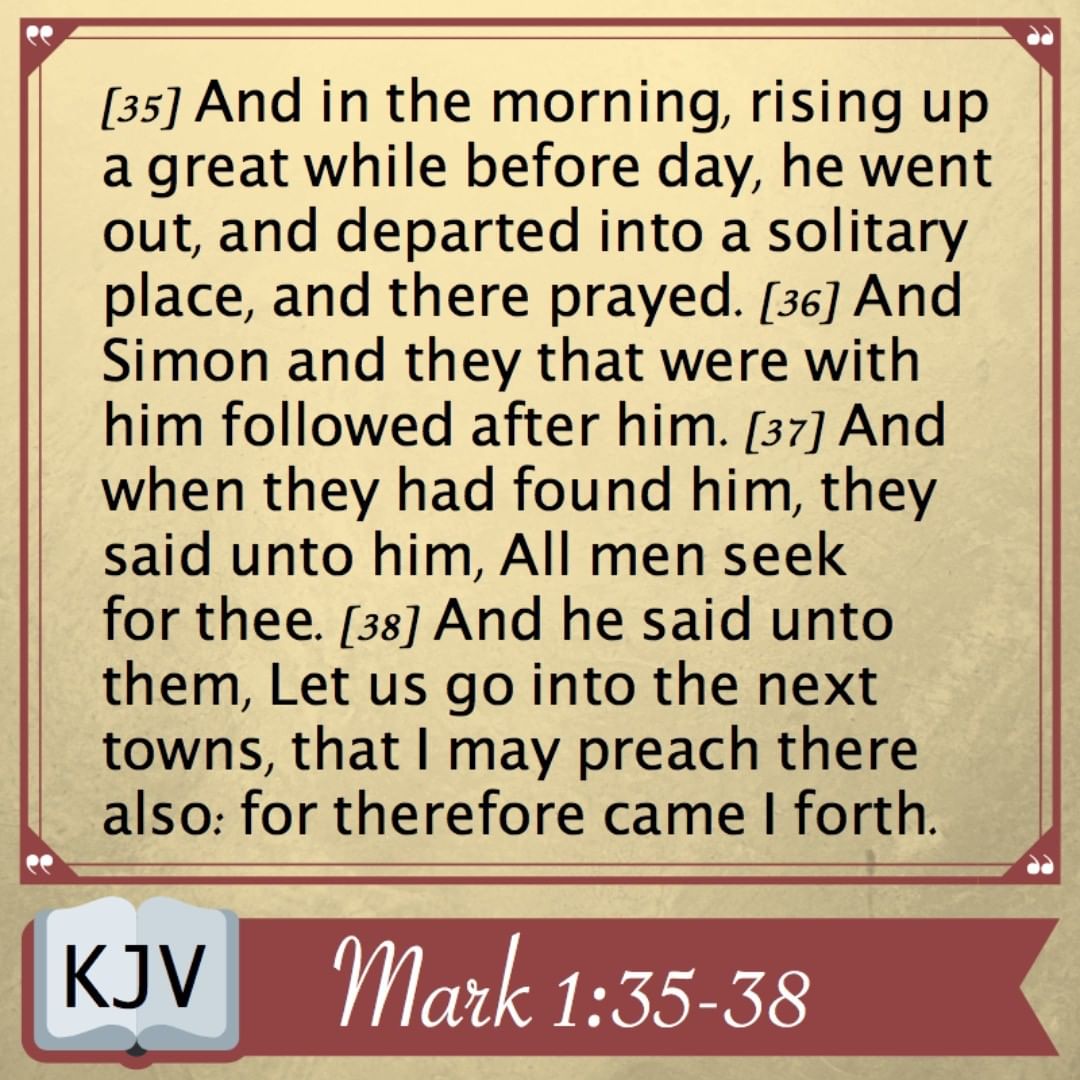 [35] And in the morning, rising up
a great while before day, he went
out, and departed into a solitary
place, and there prayed. [36] And
Simon and they that were with
him followed after him. [37] And
when they had found him, they
said unto him, All men seek
for thee. [38] And he said unto
them, Let us go into the next
towns, that I may preach there
also: for therefore came I forth.
KJV
Mark 1:35-38